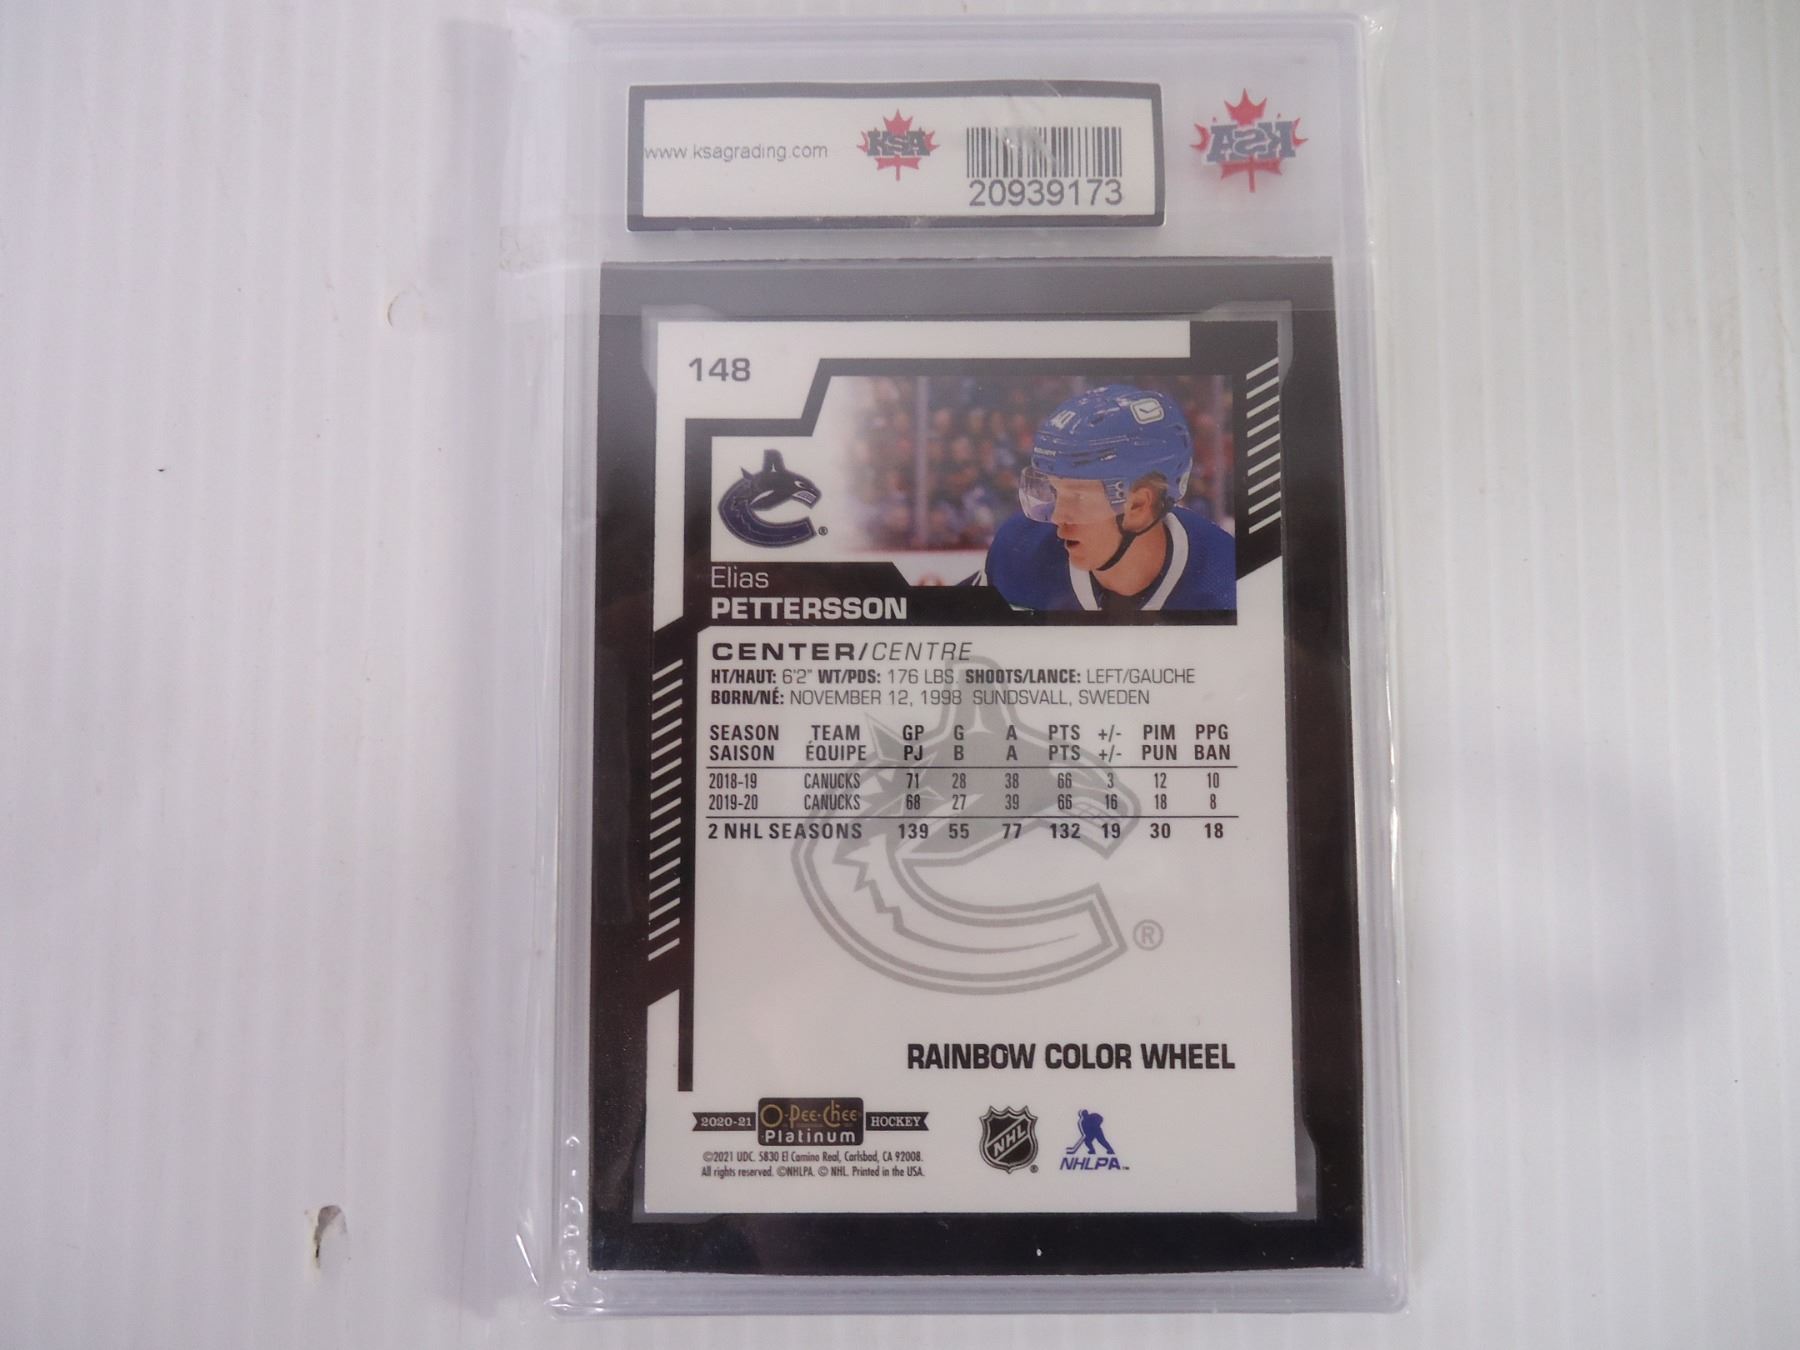 www.ksagrading.com
KSA
20939173
KSA
148
40
Elias
PETTERSSON
CENTER/CENTRE
HT/HAUT: 6'2" WT/PDS: 176 LBS. SHOOTS/LANCE: LEFT/GAUCHE
BORN/NÉ: NOVEMBER 12, 1998 SUNDSVALL, SWEDEN
SEASON TEAM GP G A PTS +/- PIM PPG
SAISON ÉQUIPE PJ B A PTS +/- PUN BAN
2018-19 CANUCKS 71 28 38 66 3 12 10
2019-20 CANUCKS 68 27 39 66 16 18 8
2 NHL SEASONS 139 55 77 132 19 30 18
®
RAINBOW COLOR WHEEL
2020-21 O-Pee-Chee Platinum HOCKEY
NHL ®
NHLPA™
©2021 UDC. 5830 El Camino Real, Carlsbad, CA 92008.
All rights reserved. ©NHLPA. © NHL. Printed in the USA.